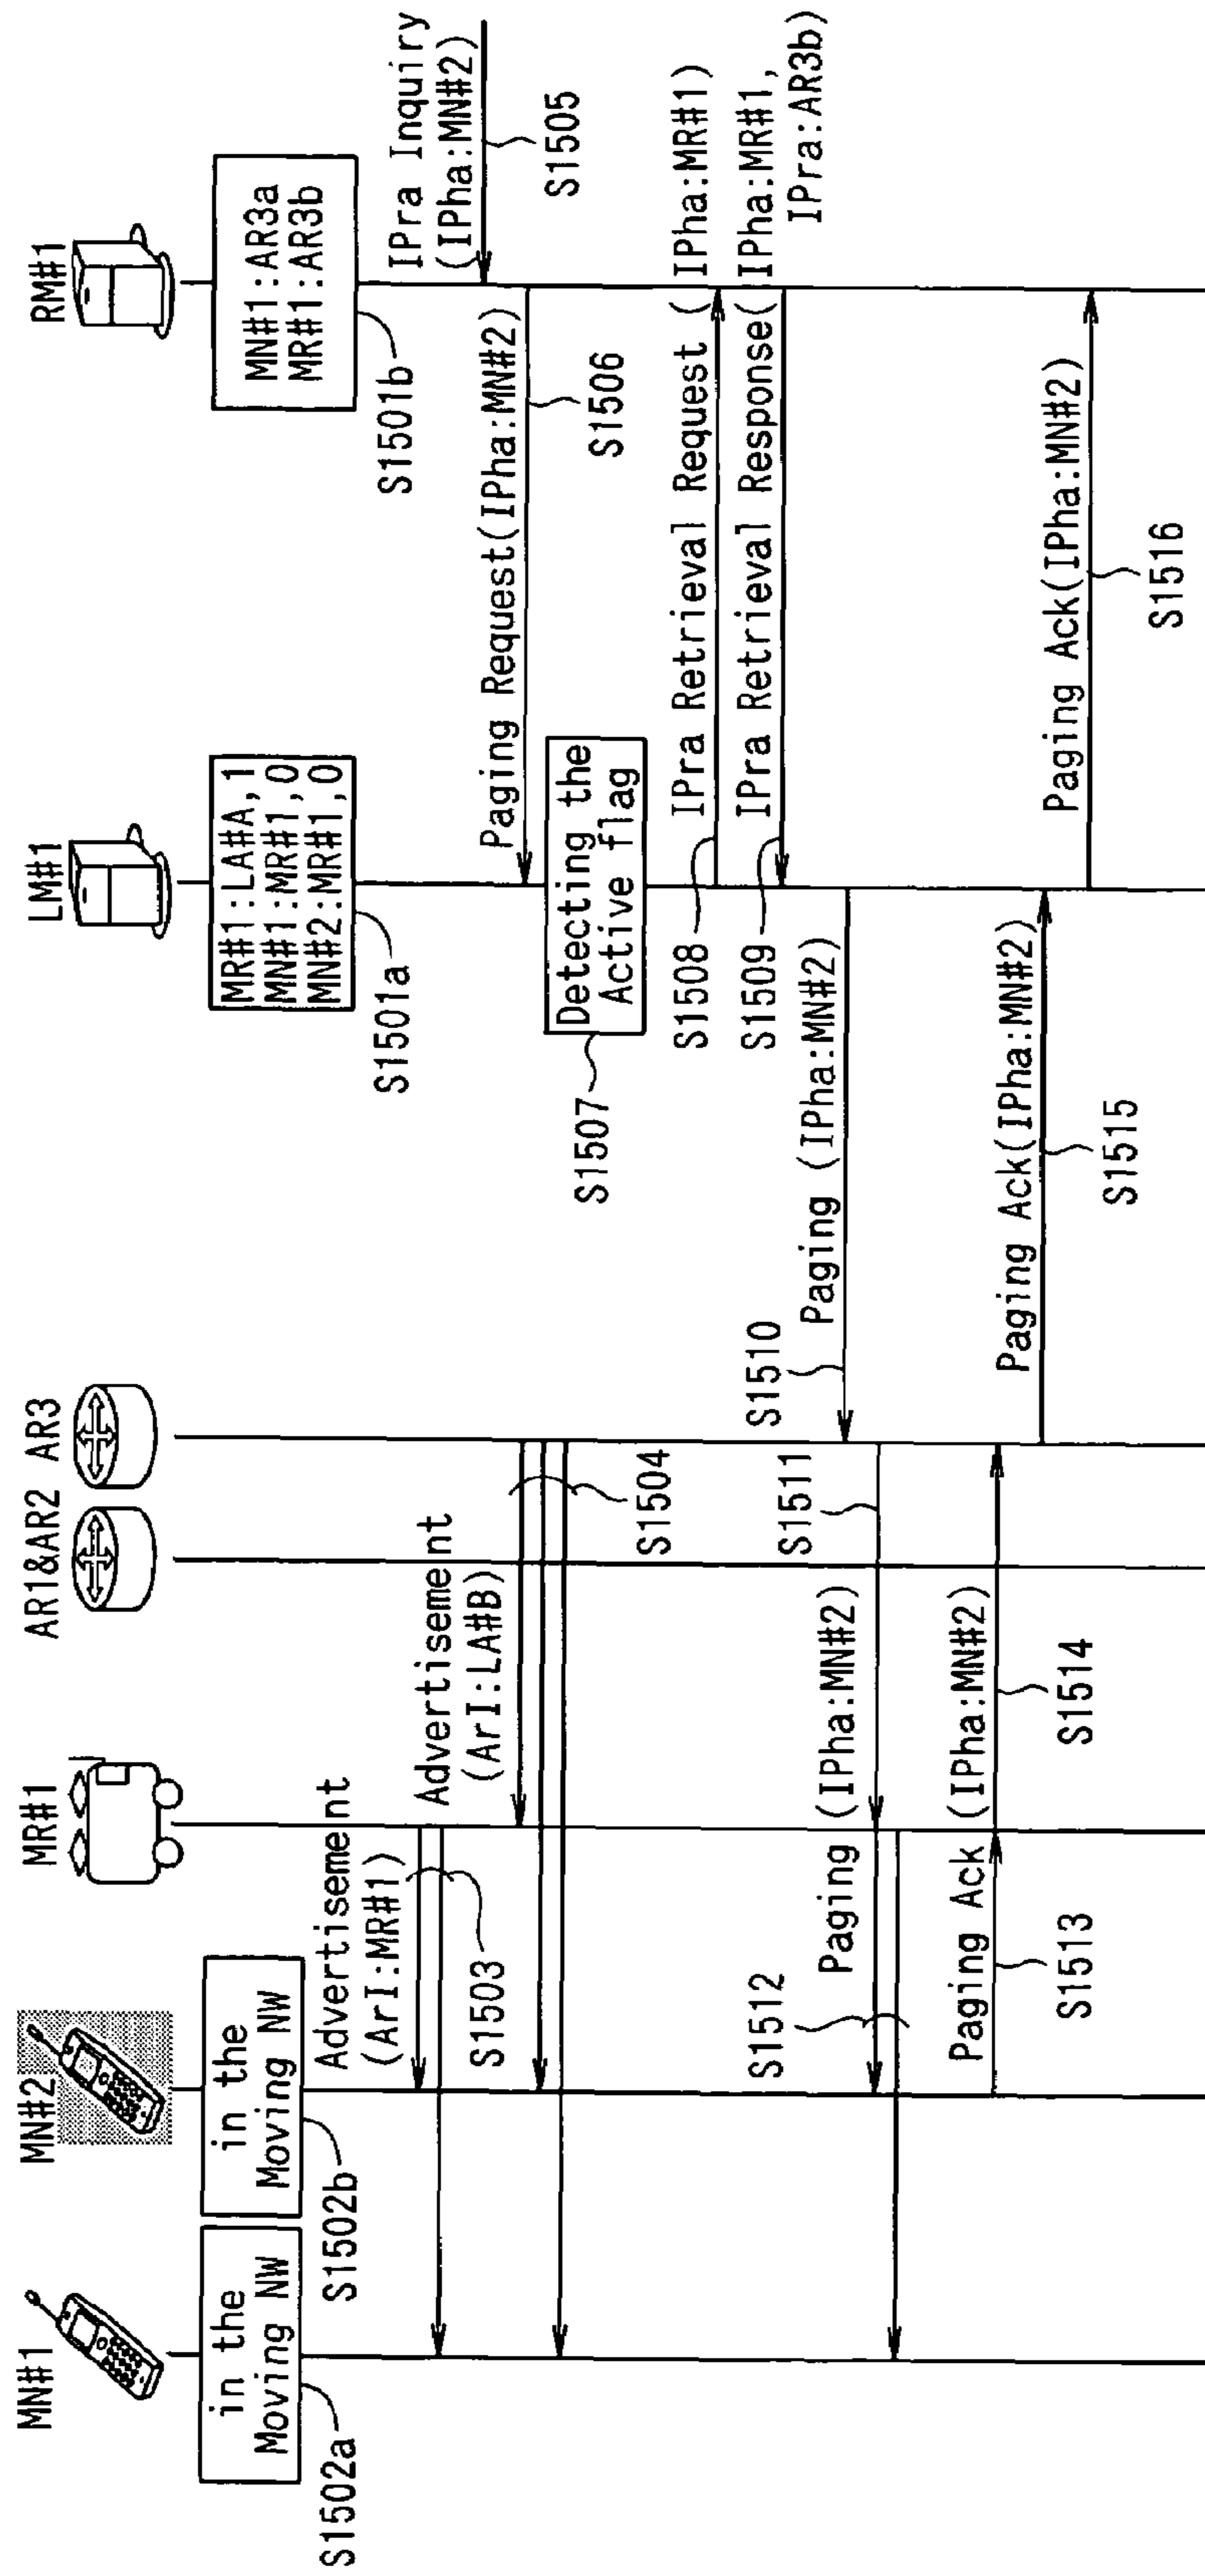 MN#1
MN#2
MR#1
AR1&AR2
AR3
LM#1
RM#1
in the
Moving NW
S1502a
in the
Moving NW
S1502b
MR#1:LA#A,1
MN#1:MR#1,0
MN#2:MR#1,0
S1501a
MN#1:AR3a
MR#1:AR3b
S1501b
Advertisement
(ArI:MR#1)
S1503
Advertisement
(ArI:LA#B)
S1504
IPra Inquiry
(IPha:MN#2)
S1505
Paging Request(IPha:MN#2)
S1506
Detecting the
Active flag
S1507
IPra Retrieval Request (IPha:MR#1)
S1508
IPra Retrieval Response(IPha:MR#1,
IPra:AR3b)
S1509
Paging (IPha:MN#2)
S1510
S1511
Paging (IPha:MN#2)
S1512
Paging Ack (IPha:MN#2)
S1513
S1514
Paging Ack(IPha:MN#2)
S1515
Paging Ack(IPha:MN#2)
S1516